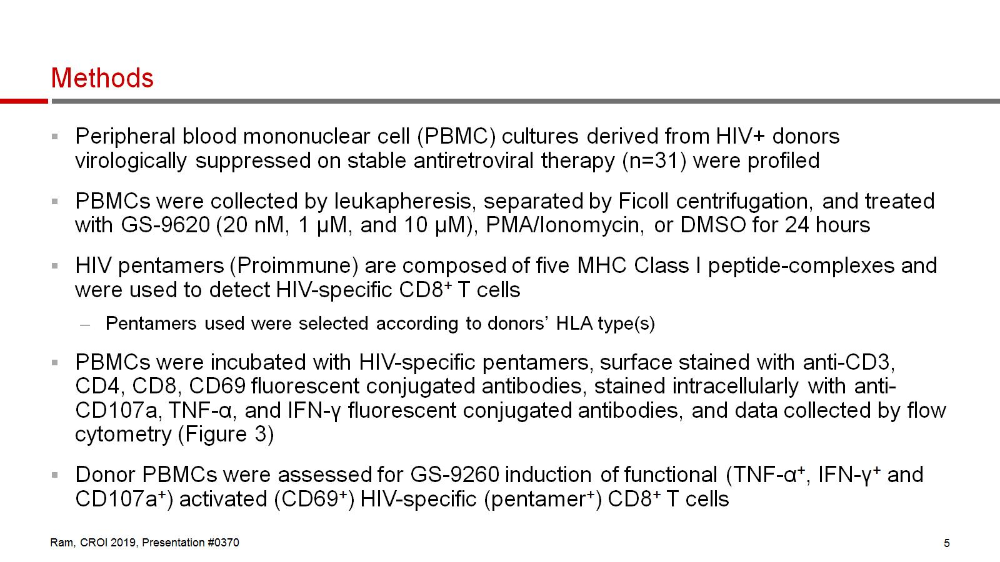 Methods
▪ Peripheral blood mononuclear cell (PBMC) cultures derived from HIV+ donors
virologically suppressed on stable antiretroviral therapy (n=31) were profiled
▪ PBMCs were collected by leukapheresis, separated by Ficoll centrifugation, and treated
with GS-9620 (20 nM, 1 μM, and 10 μM), PMA/Ionomycin, or DMSO for 24 hours
▪ HIV pentamers (Proimmune) are composed of five MHC Class I peptide-complexes and
were used to detect HIV-specific CD8⁺ T cells
– Pentamers used were selected according to donors’ HLA type(s)
▪ PBMCs were incubated with HIV-specific pentamers, surface stained with anti-CD3,
CD4, CD8, CD69 fluorescent conjugated antibodies, stained intracellularly with anti-
CD107a, TNF-α, and IFN-γ fluorescent conjugated antibodies, and data collected by flow
cytometry (Figure 3)
▪ Donor PBMCs were assessed for GS-9260 induction of functional (TNF-α⁺, IFN-γ⁺ and
CD107a⁺) activated (CD69⁺) HIV-specific (pentamer⁺) CD8⁺ T cells
Ram, CROI 2019, Presentation #0370
5